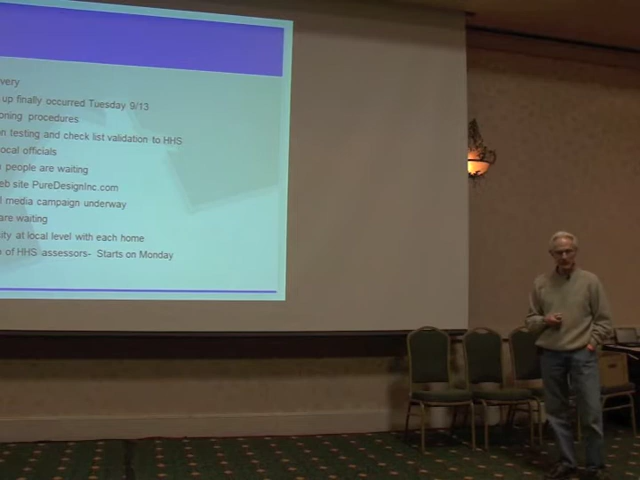 very
up finally occurred Tuesday 9/13
oning procedures
on testing and check list validation to HHS
ocal officials
people are waiting
eb site PureDesignInc.com
l media campaign underway
are waiting
ity at local level with each home
of HHS assessors- Starts on Monday